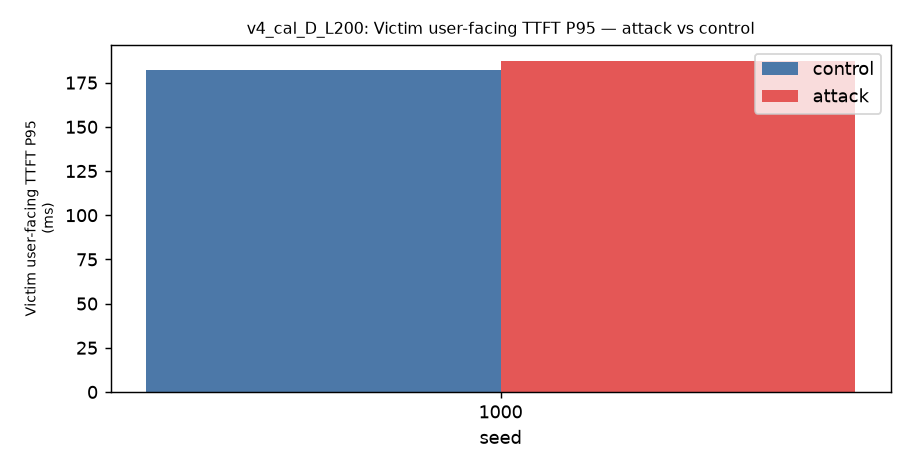 v4_cal_D_L200: Victim user-facing TTFT P95 — attack vs control
Victim user-facing TTFT P95
(ms)
175
150
125
100
75
50
25
0
control
attack
1000
seed